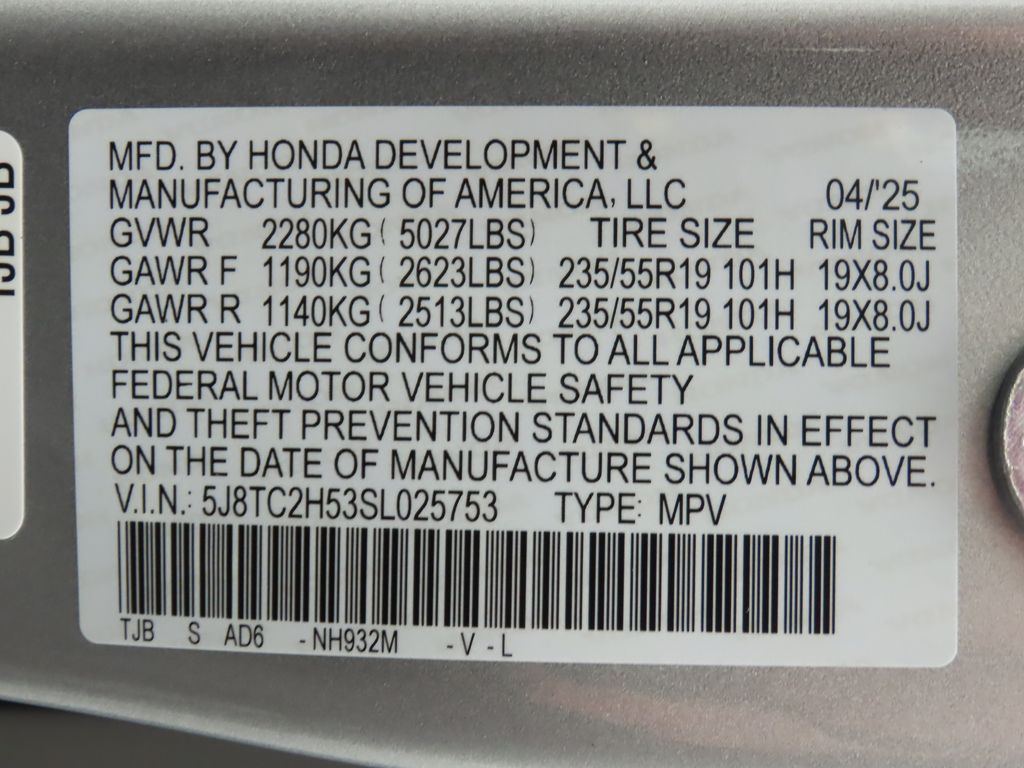 MFD. BY HONDA DEVELOPMENT &
MANUFACTURING OF AMERICA, LLC 04/'25
GVWR 2280KG ( 5027LBS) TIRE SIZE RIM SIZE
GAWR F 1190KG ( 2623LBS) 235/55R19 101H 19X8.0J
GAWR R 1140KG ( 2513LBS) 235/55R19 101H 19X8.0J
THIS VEHICLE CONFORMS TO ALL APPLICABLE
FEDERAL MOTOR VEHICLE SAFETY
AND THEFT PREVENTION STANDARDS IN EFFECT
ON THE DATE OF MANUFACTURE SHOWN ABOVE.
V.I.N.: 5J8TC2H53SL025753 TYPE: MPV
TJB S AD6 -NH932M -V -L